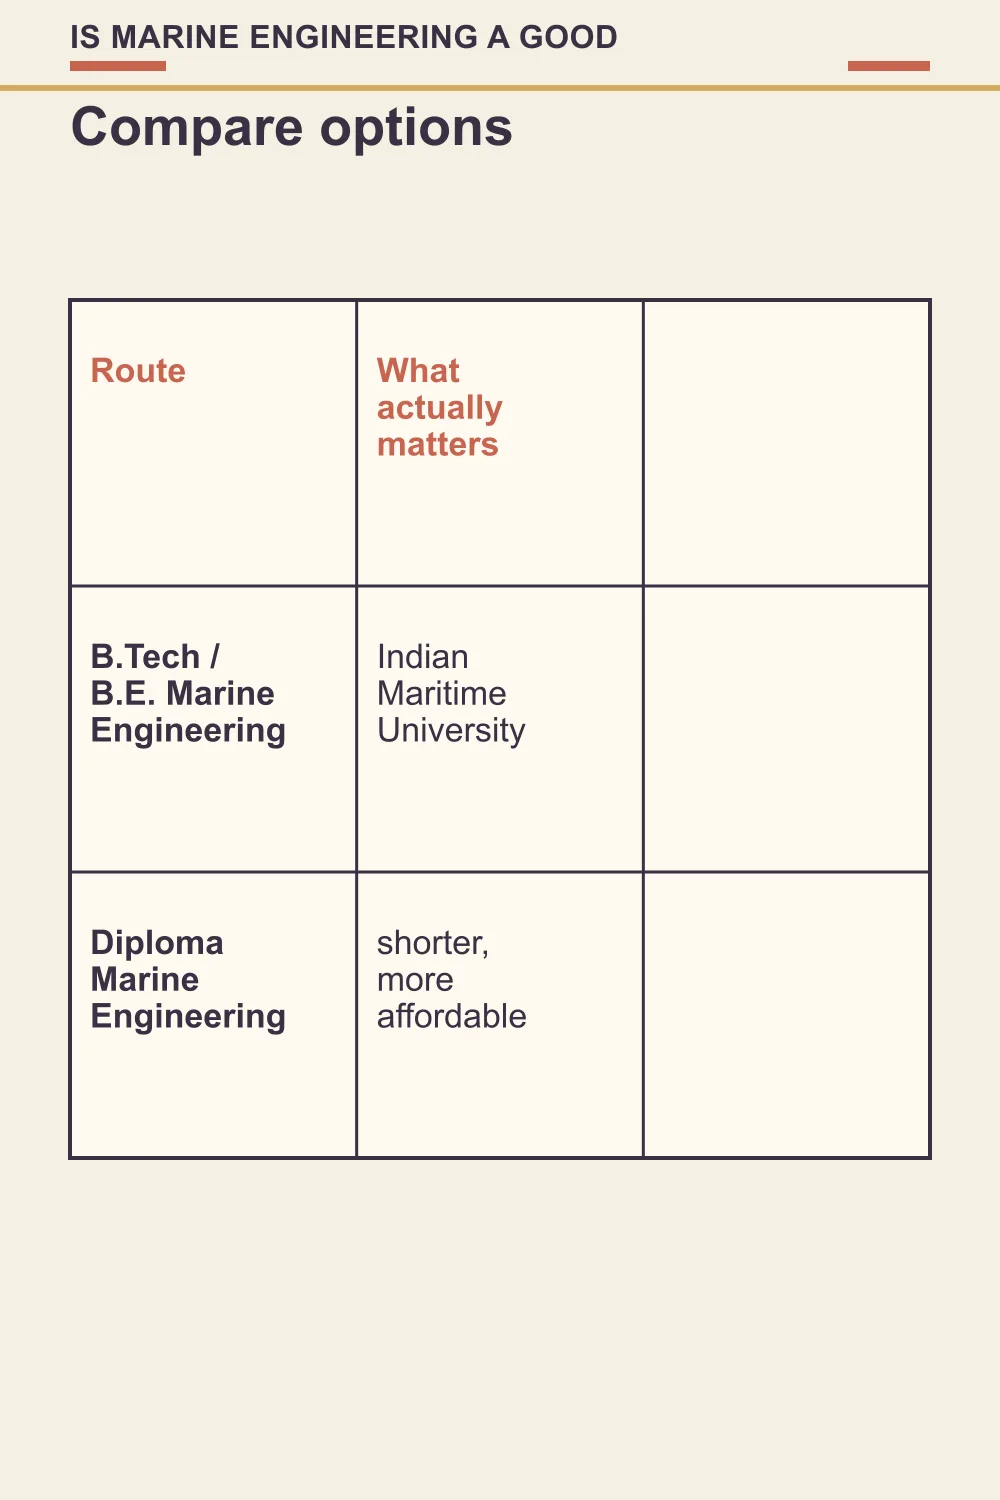 IS MARINE ENGINEERING A GOOD
Compare options
Route
What
actually
matters
B.Tech /
B.E. Marine
Engineering
Indian
Maritime
University
Diploma
Marine
Engineering
shorter,
more
affordable